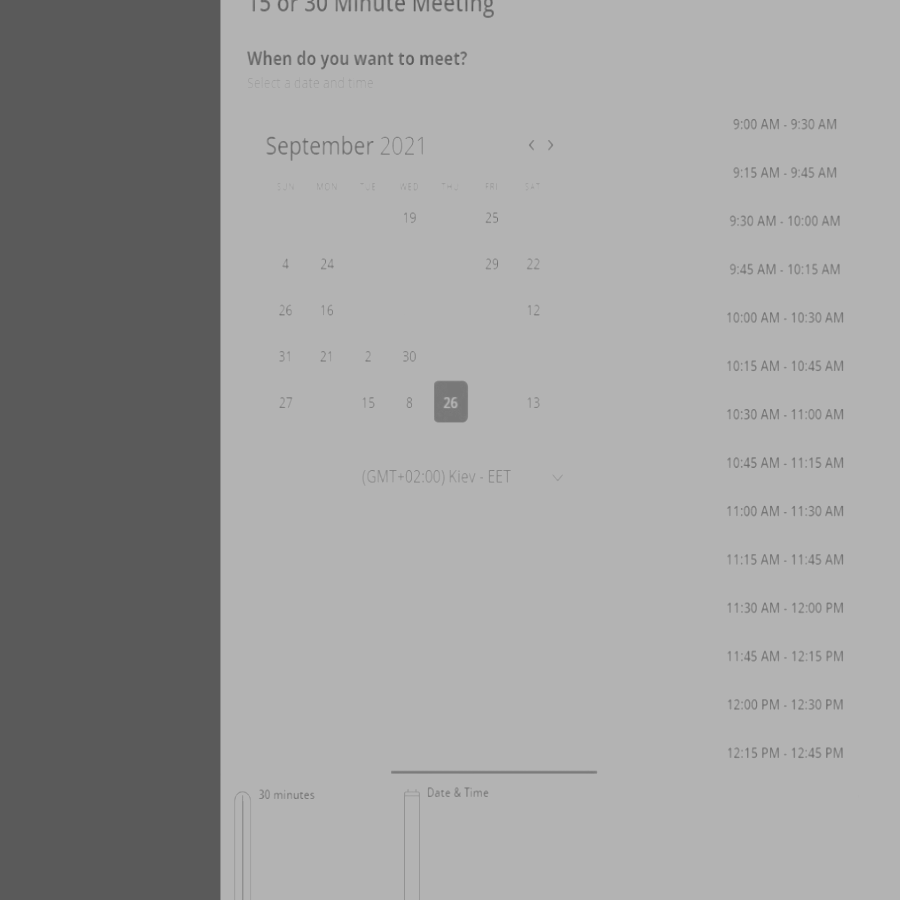 15 or 30 Minute Meeting
When do you want to meet?
Select a date and time
September 2021
SUN MON TUE WED THU FRI SAT
19 25
4 24 29 22
26 16 12
31 21 2 30
27 15 8 26 13
(GMT+02:00) Kiev - EET
9:00 AM - 9:30 AM
9:15 AM - 9:45 AM
9:30 AM - 10:00 AM
9:45 AM - 10:15 AM
10:00 AM - 10:30 AM
10:15 AM - 10:45 AM
10:30 AM - 11:00 AM
10:45 AM - 11:15 AM
11:00 AM - 11:30 AM
11:15 AM - 11:45 AM
11:30 AM - 12:00 PM
11:45 AM - 12:15 PM
12:00 PM - 12:30 PM
12:15 PM - 12:45 PM
30 minutes
Date & Time